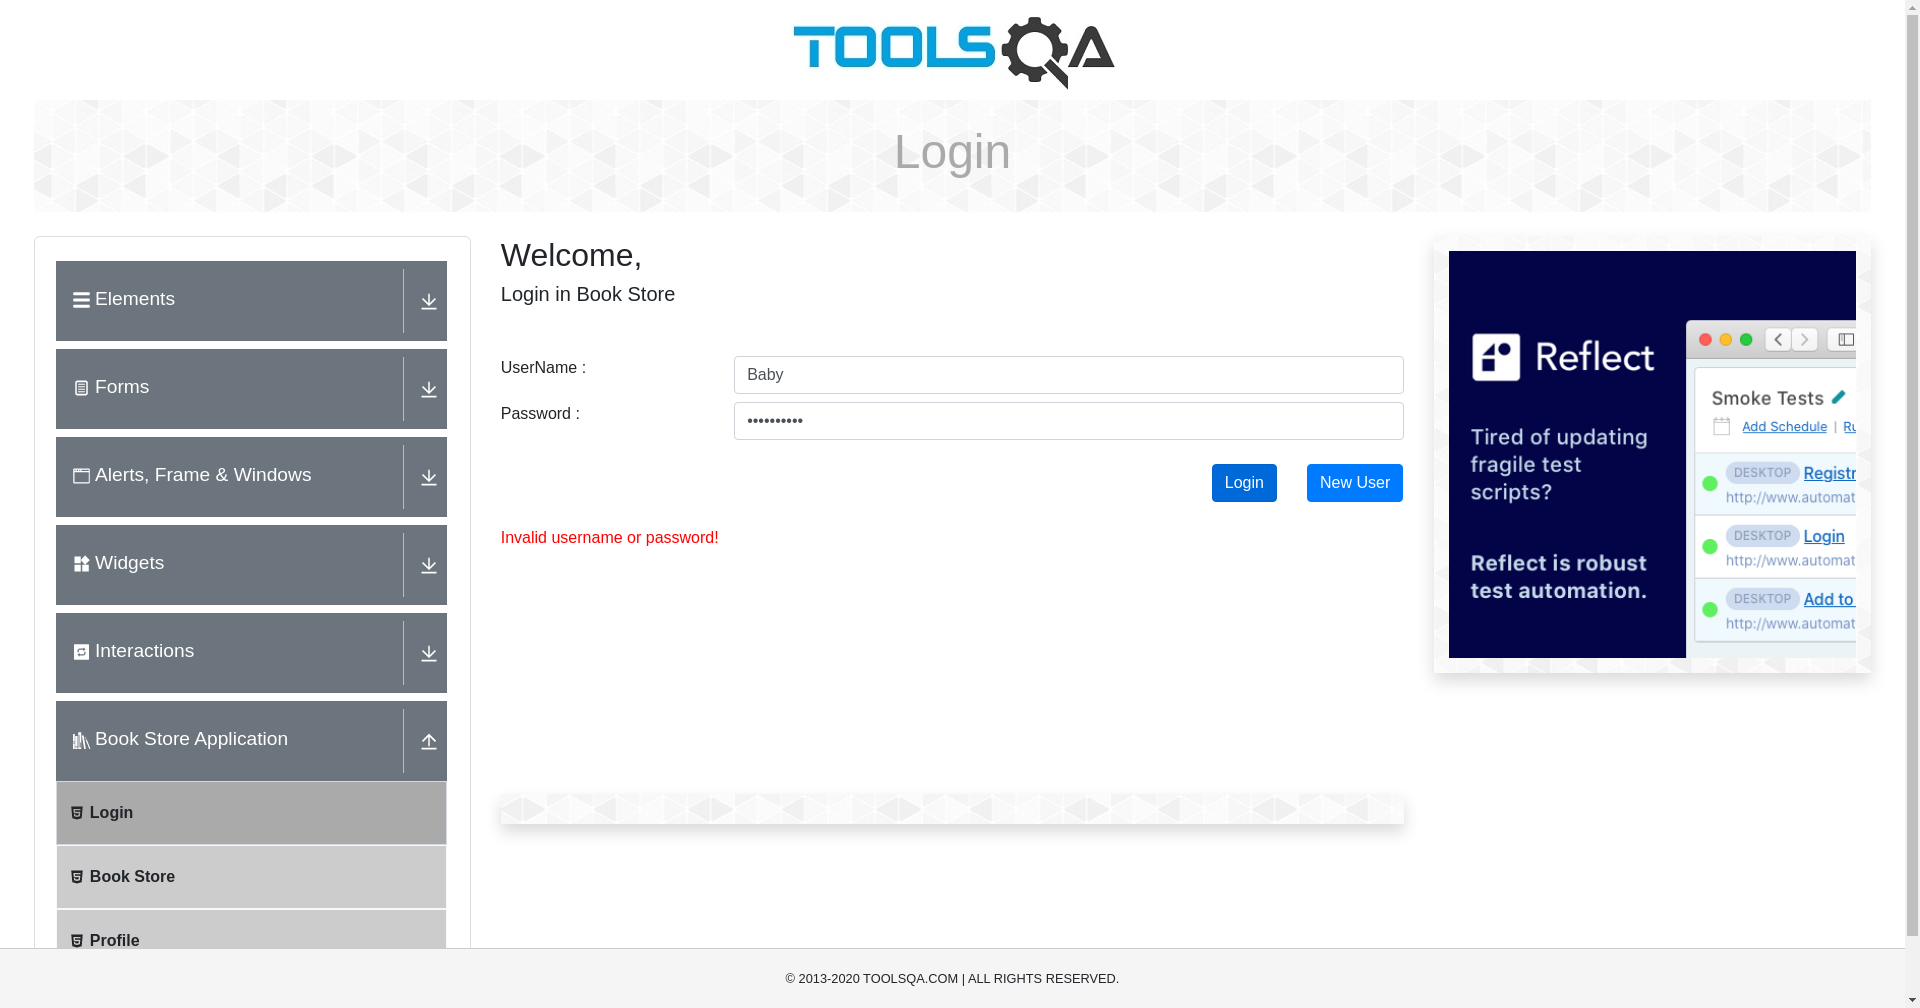 TOOLSQA
Login
Elements
Forms
Alerts, Frame & Windows
Widgets
Interactions
Book Store Application
Login
Book Store
Profile
Welcome,
Login in Book Store
UserName :
Baby
Password :
••••••••••
Login
New User
Invalid username or password!
Reflect
Tired of updating
fragile test
scripts?
Reflect is robust
test automation.
Smoke Tests
Add Schedule | Ru
DESKTOP Registr
http://www.automat
DESKTOP Login
http://www.automat
DESKTOP Add to
http://www.automat
© 2013-2020 TOOLSQA.COM | ALL RIGHTS RESERVED.